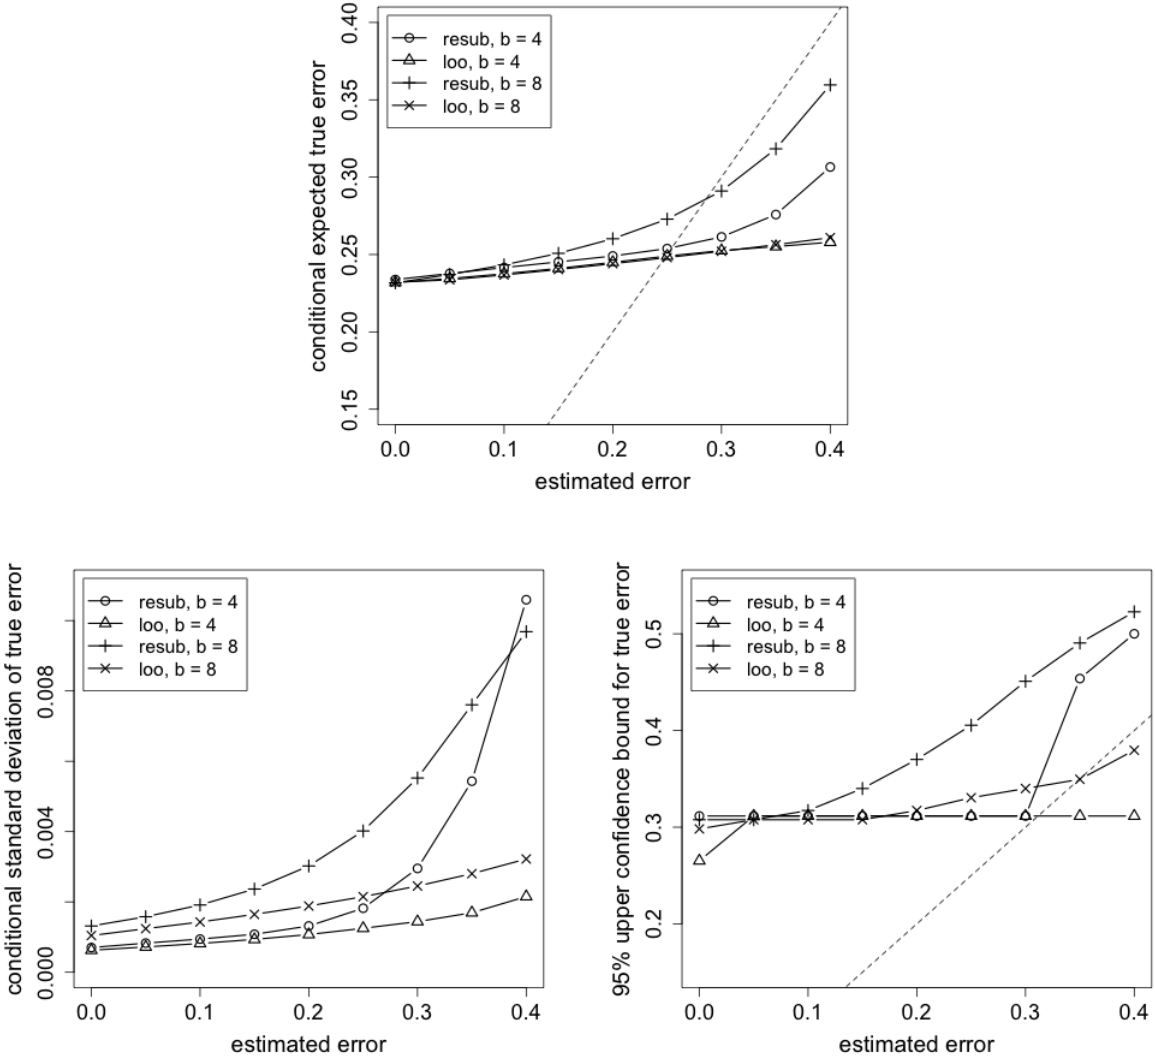 conditional expected true error
0.40
0.35
0.30
0.25
0.20
0.15
resub, b = 4
loo, b = 4
resub, b = 8
loo, b = 8
0.0 0.1 0.2 0.3 0.4
estimated error
conditional standard deviation of true error
0.008
0.004
0.000
resub, b = 4
loo, b = 4
resub, b = 8
loo, b = 8
0.0 0.1 0.2 0.3 0.4
estimated error
95% upper confidence bound for true error
0.5
0.4
0.3
0.2
resub, b = 4
loo, b = 4
resub, b = 8
loo, b = 8
0.0 0.1 0.2 0.3 0.4
estimated error